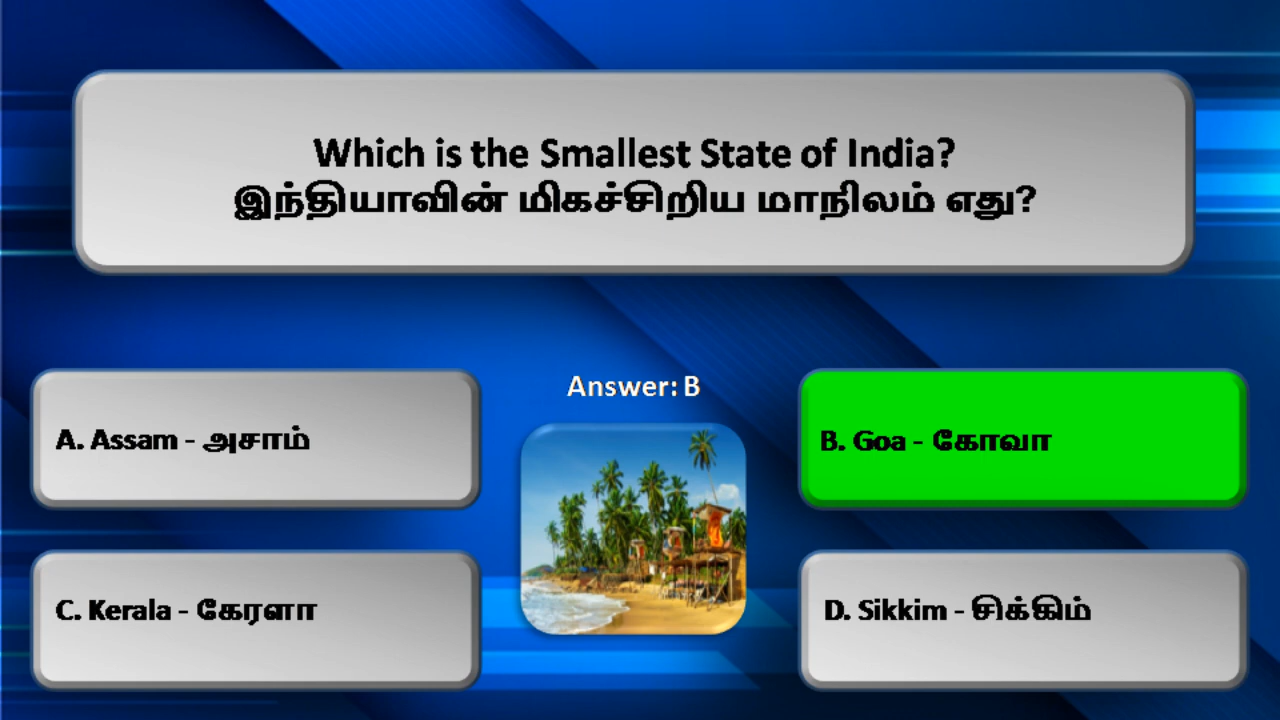 Which is the Smallest State of India?
இந்தியாவின் மிகச்சிறிய மாநிலம் எது?
Answer: B
A. Assam - அசாம்
B. Goa - கோவா
C. Kerala - கேரளா
D. Sikkim - சிக்கிம்